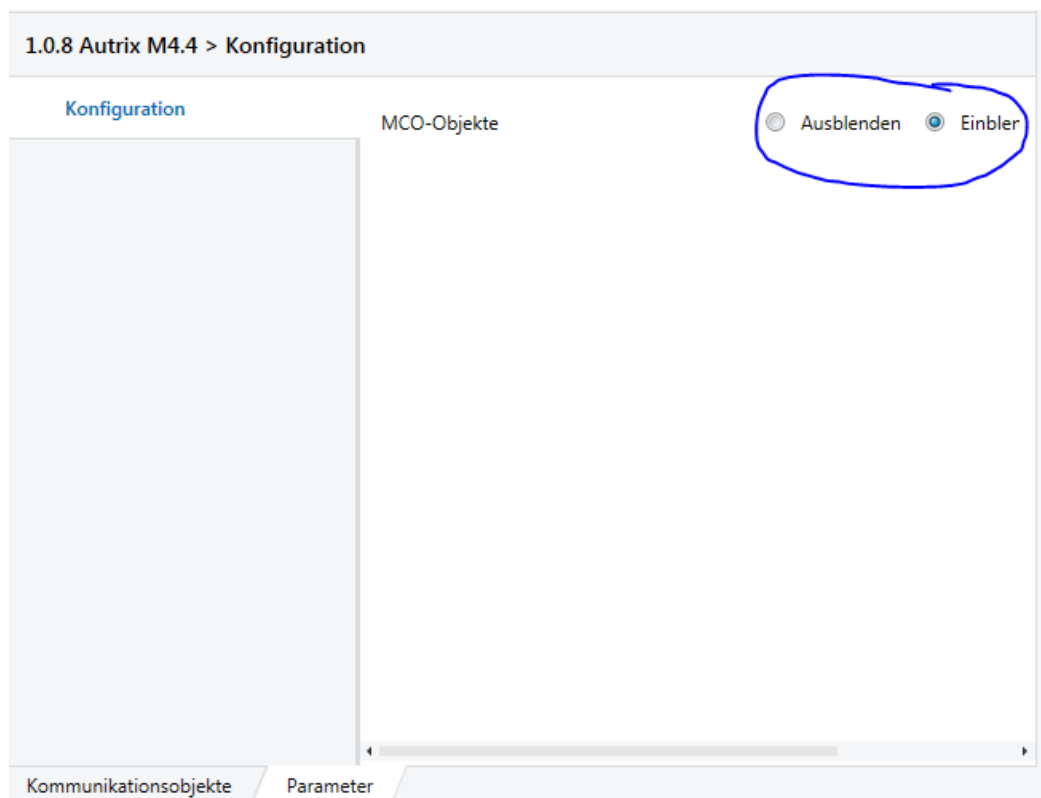 1.0.8 Autrix M4.4 > Konfiguration
Konfiguration
MCO-Objekte Ausblenden Einbler
Kommunikationsobjekte Parameter